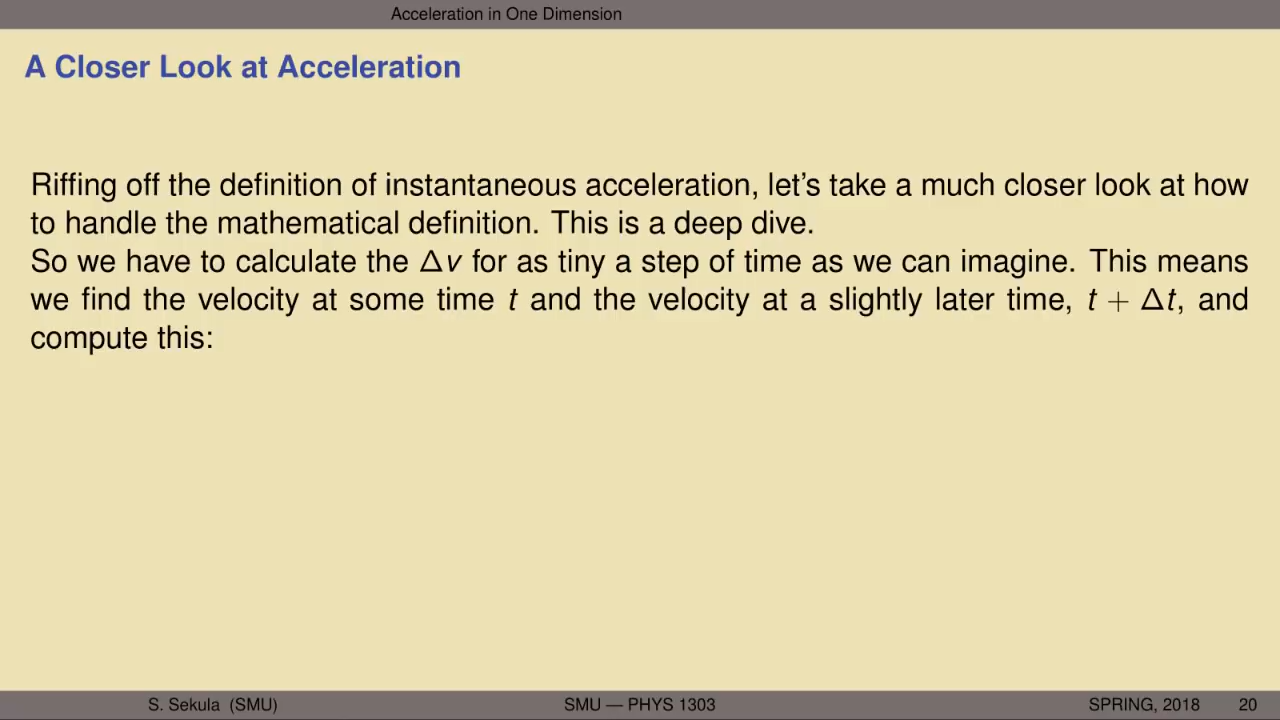 Acceleration in One Dimension
A Closer Look at Acceleration
Riffing off the definition of instantaneous acceleration, let's take a much closer look at how
to handle the mathematical definition. This is a deep dive.
So we have to calculate the Δv for as tiny a step of time as we can imagine. This means
we find the velocity at some time t and the velocity at a slightly later time, t + Δt, and
compute this:
S. Sekula (SMU) SMU — PHYS 1303 SPRING, 2018 20